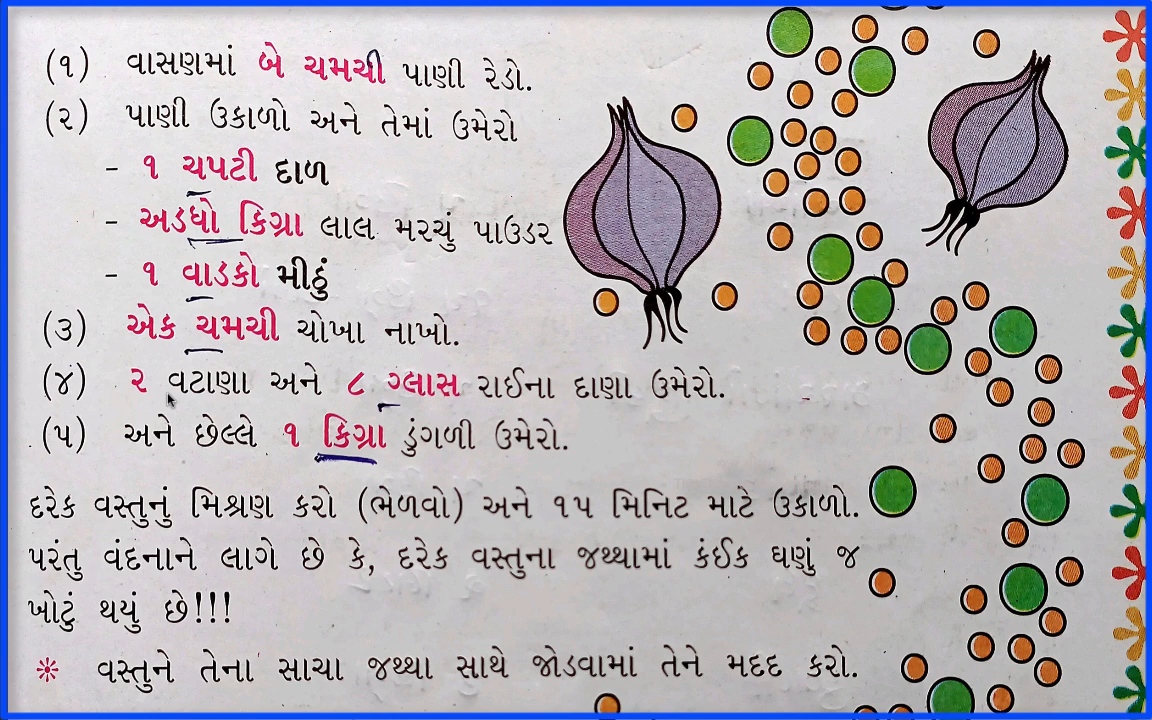 (૧) વાસણમાં બે ચમચી પાણી રેડો.
(૨) પાણી ઉકાળો અને તેમાં ઉમેરો
- ૧ ચપટી દાળ
- અડધો કિગ્રા લાલ મરચું પાઉડર
- ૧ વાડકો મીઠું
(૩) એક ચમચી ચોખા નાખો.
(૪) ૨ વટાણા અને ૮ ગ્લાસ રાઈના દાણા ઉમેરો.
(૫) અને છેલ્લે ૧ કિગ્રા ડુંગળી ઉમેરો.
દરેક વસ્તુનું મિશ્રણ કરો (ભેળવો) અને ૧૫ મિનિટ માટે ઉકાળો.
પરંતુ વંદનાને લાગે છે કે, દરેક વસ્તુના જથ્થામાં કંઈક ઘણું જ
ખોટું થયું છે!!!
વસ્તુને તેના સાચા જથ્થા સાથે જોડવામાં તેને મદદ કરો.